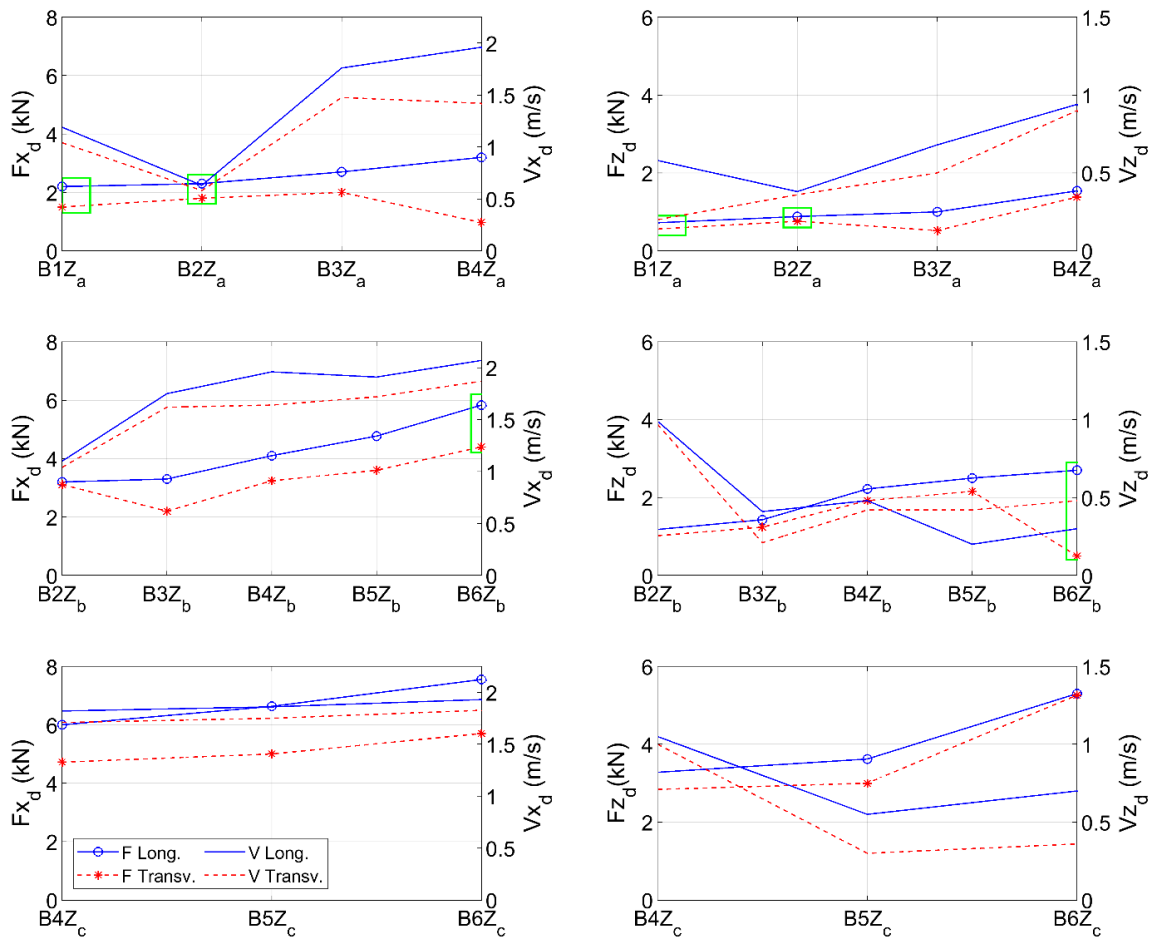 8
6
4
2
0
Fx_d (kN)
2
1.5
1
0.5
0
Vx_d (m/s)
B1Z_a B2Z_a B3Z_a B4Z_a
6
4
2
0
Fz_d (kN)
1.5
1
0.5
0
Vz_d (m/s)
B1Z_a B2Z_a B3Z_a B4Z_a
8
6
4
2
0
Fx_d (kN)
2
1.5
1
0.5
0
Vx_d (m/s)
B2Z_b B3Z_b B4Z_b B5Z_b B6Z_b
6
4
2
0
Fz_d (kN)
1.5
1
0.5
0
Vz_d (m/s)
B2Z_b B3Z_b B4Z_b B5Z_b B6Z_b
8
6
4
2
0
Fx_d (kN)
2
1.5
1
0.5
0
Vx_d (m/s)
F Long. V Long.
F Transv. V Transv.
B4Z_c B5Z_c B6Z_c
6
4
2
0
Fz_d(kN)
1.5
1
0.5
0
Vz_d (m/s)
B4Z_c B5Z_c B6Z_c